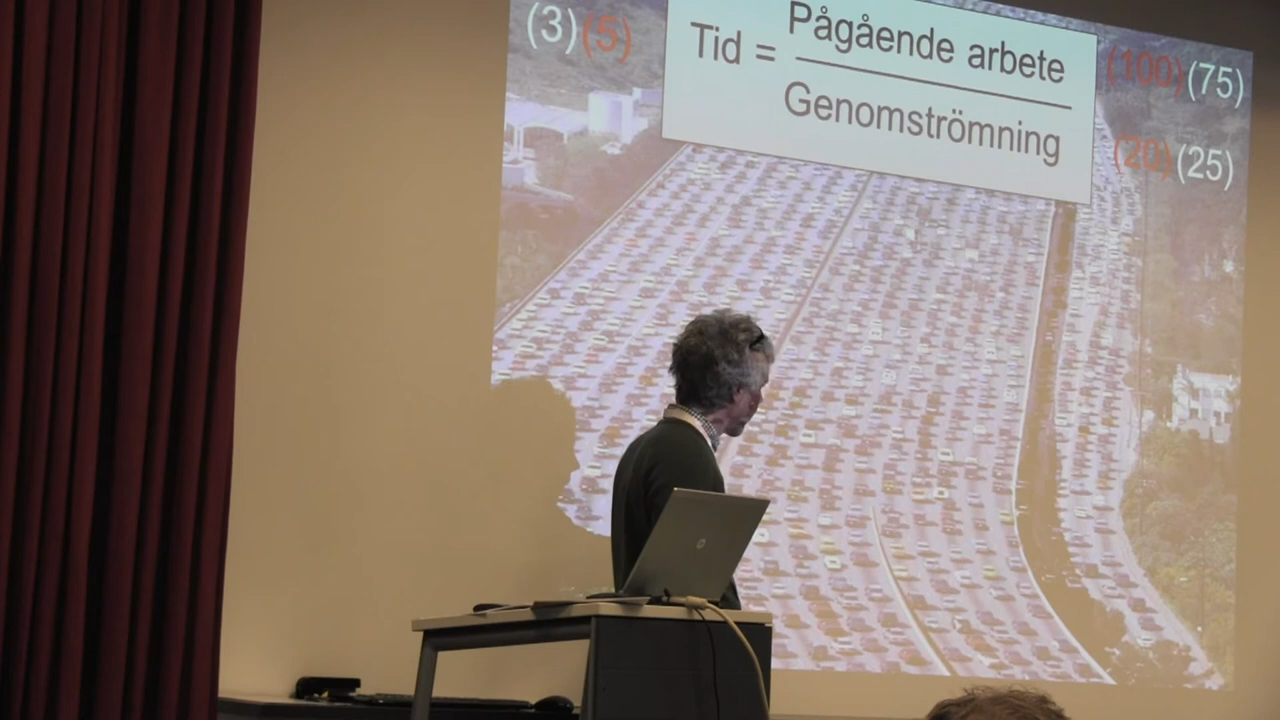 (3)(5)
Tid = Pågående arbete
Genomströmning
(100)(75)
(20)(25)